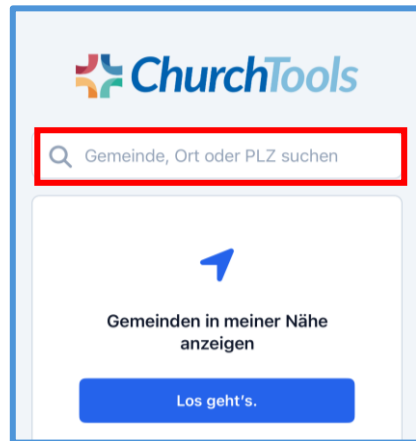 ChurchTools
Gemeinde, Ort oder PLZ suchen
Gemeinden in meiner Nähe
anzeigen
Los geht's.